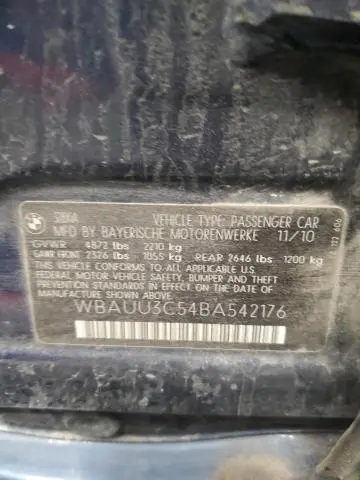 BMW VEHICLE TYPE: PASSENGER CAR
MFD BY BAYERISCHE MOTORENWERKE 11/10
GVWR 4872 lbs 2210 kg
GAWR FRONT 2376 lbs 1055 kg REAR 2646 lbs 1200 kg
THIS VEHICLE CONFORMS TO ALL APPLICABLE
FEDERAL MOTOR VEHICLE SAFETY, BUMPER
AND THEFT PREVENTION STANDARDS IN EFFECT
ON THE DATE OF MANUFACTURE SHOWN ABOVE.
WBAUU3C54BA542176